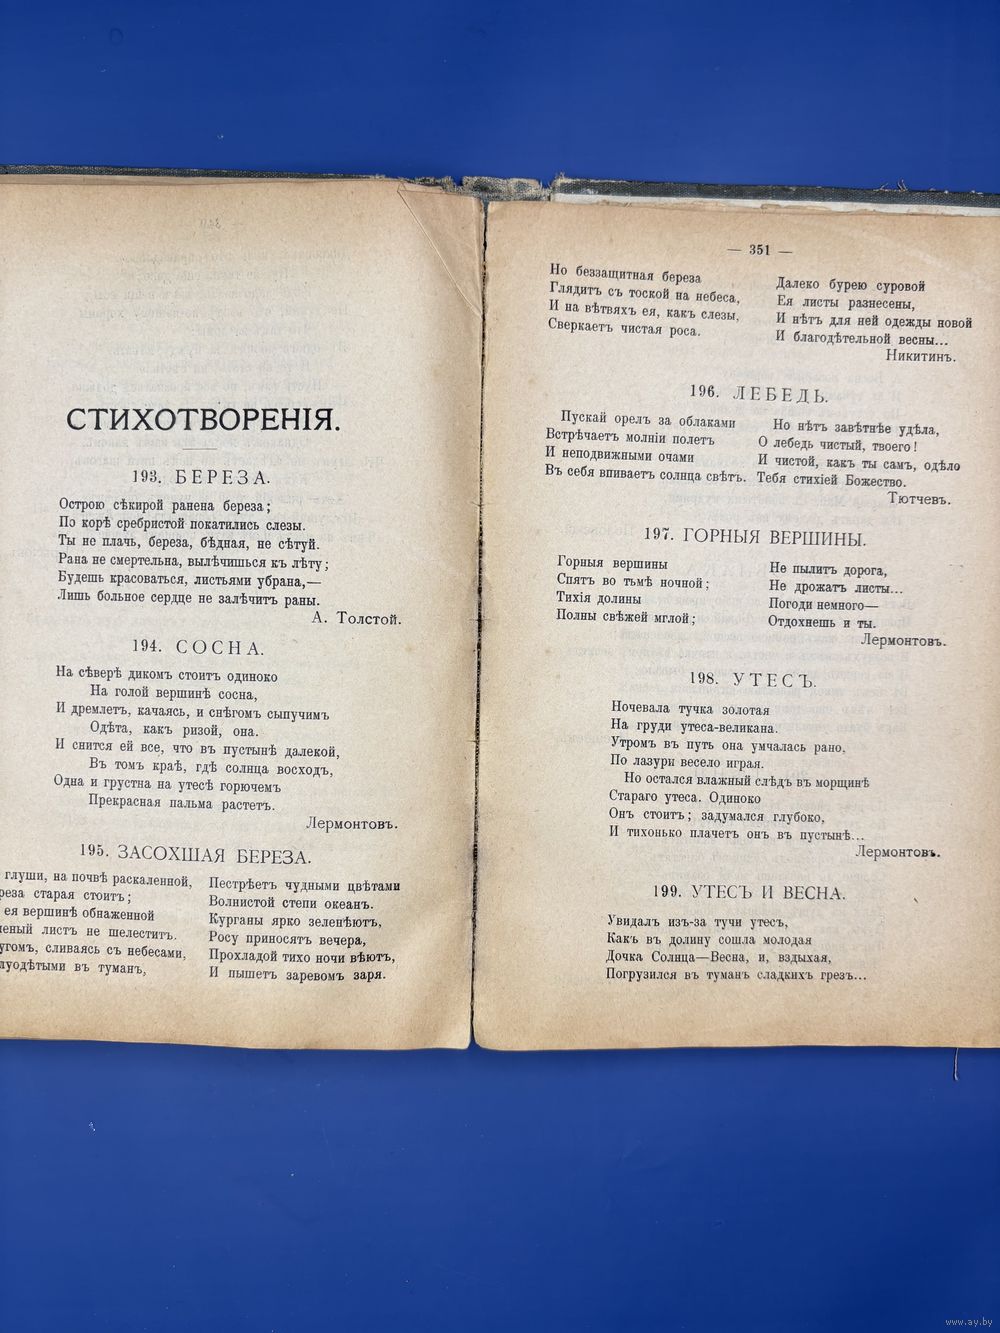 СТИХОТВОРЕНІЯ.
193. БЕРЕЗА.
Острою сѣкирой ранена береза;
По корѣ сребристой покатились слезы.
Ты не плачь, береза, бѣдная, не сѣтуй.
Рана не смертельна, вылѣчишься къ лѣту;
Будешь красоваться, листьями убрана,—
Лишь больное сердце не залѣчитъ раны.
А. Толстой.
194. СОСНА.
На сѣверѣ дикомъ стоитъ одиноко
На голой вершинѣ сосна,
И дремлетъ, качаясь, и снѣгомъ сыпучимъ
Одѣта, какъ ризой, она.
И снится ей все, что въ пустынѣ далекой,
Въ томъ краѣ, гдѣ солнца восходъ,
Одна и грустна на утесѣ горючемъ
Прекрасная пальма растетъ.
Лермонтовъ.
195. ЗАСОХШАЯ БЕРЕЗА.
глуши, на почвѣ раскаленной,
реза старая стоитъ;
ея вершинѣ обнаженной
леный листъ не шелеститъ.
угомъ, сливаясь съ небесами,
луодѣтыми въ туманъ,
Пестрѣетъ чудными цвѣтами
Волнистой степи океанъ.
Курганы ярко зеленѣютъ,
Росу приносятъ вечера,
Прохладой тихо ночи вѣютъ,
И пышетъ заревомъ заря.
— 351 —
Но беззащитная береза
Глядитъ съ тоской на небеса,
И на вѣтвяхъ ея, какъ слезы,
Сверкаетъ чистая роса.
Далеко бурею суровой
Ея листы разнесены,
И нѣтъ для ней одежды новой
И благодѣтельной весны...
Никитинъ.
196. ЛЕБЕДЬ.
Пускай орелъ за облаками
Встрѣчаетъ молніи полетъ
И неподвижными очами
Въ себя впиваетъ солнца свѣтъ.
Но нѣтъ завѣтнѣе удѣла,
О лебедь чистый, твоего!
И чистой, какъ ты самъ, одѣло
Тебя стихіей Божество.
Тютчевъ.
197. ГОРНЫЯ ВЕРШИНЫ.
Горныя вершины
Спятъ во тьмѣ ночной;
Тихія долины
Полны свѣжей мглой;
Не пылитъ дорога,
Не дрожатъ листы...
Погоди немного—
Отдохнешь и ты.
Лермонтовъ.
198. УТЕСЪ.
Ночевала тучка золотая
На груди утеса-великана.
Утромъ въ путь она умчалась рано,
По лазури весело играя.
Но остался влажный слѣдъ въ морщинѣ
Стараго утеса. Одиноко
Онъ стоитъ; задумался глубоко,
И тихонько плачетъ онъ въ пустынѣ...
Лермонтовъ.
199. УТЕСЪ И ВЕСНА.
Увидалъ изъ-за тучи утесъ,
Какъ въ долину сошла молодая
Дочка Солнца—Весна, и, вздыхая,
Погрузился въ туманъ сладкихъ грезъ...
www.ay.by